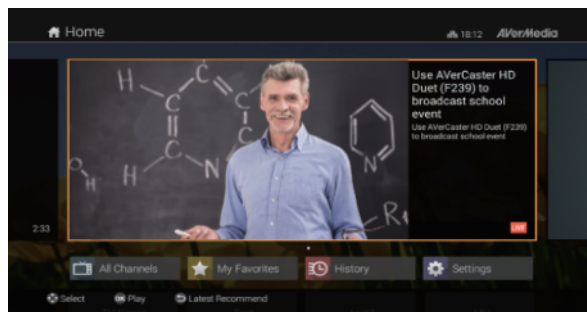 Home
18:12 AVerMedia
Use AVerCaster HD
Duet (F239) to
broadcast school
event
Use AVerCaster HD Duet (F239)
to broadcast school event
H
C
C
C
C
H
N
O
H
N
R
2:33
LIVE
All Channels
My Favorites
History
Settings
Select
OK Play
Latest Recommend